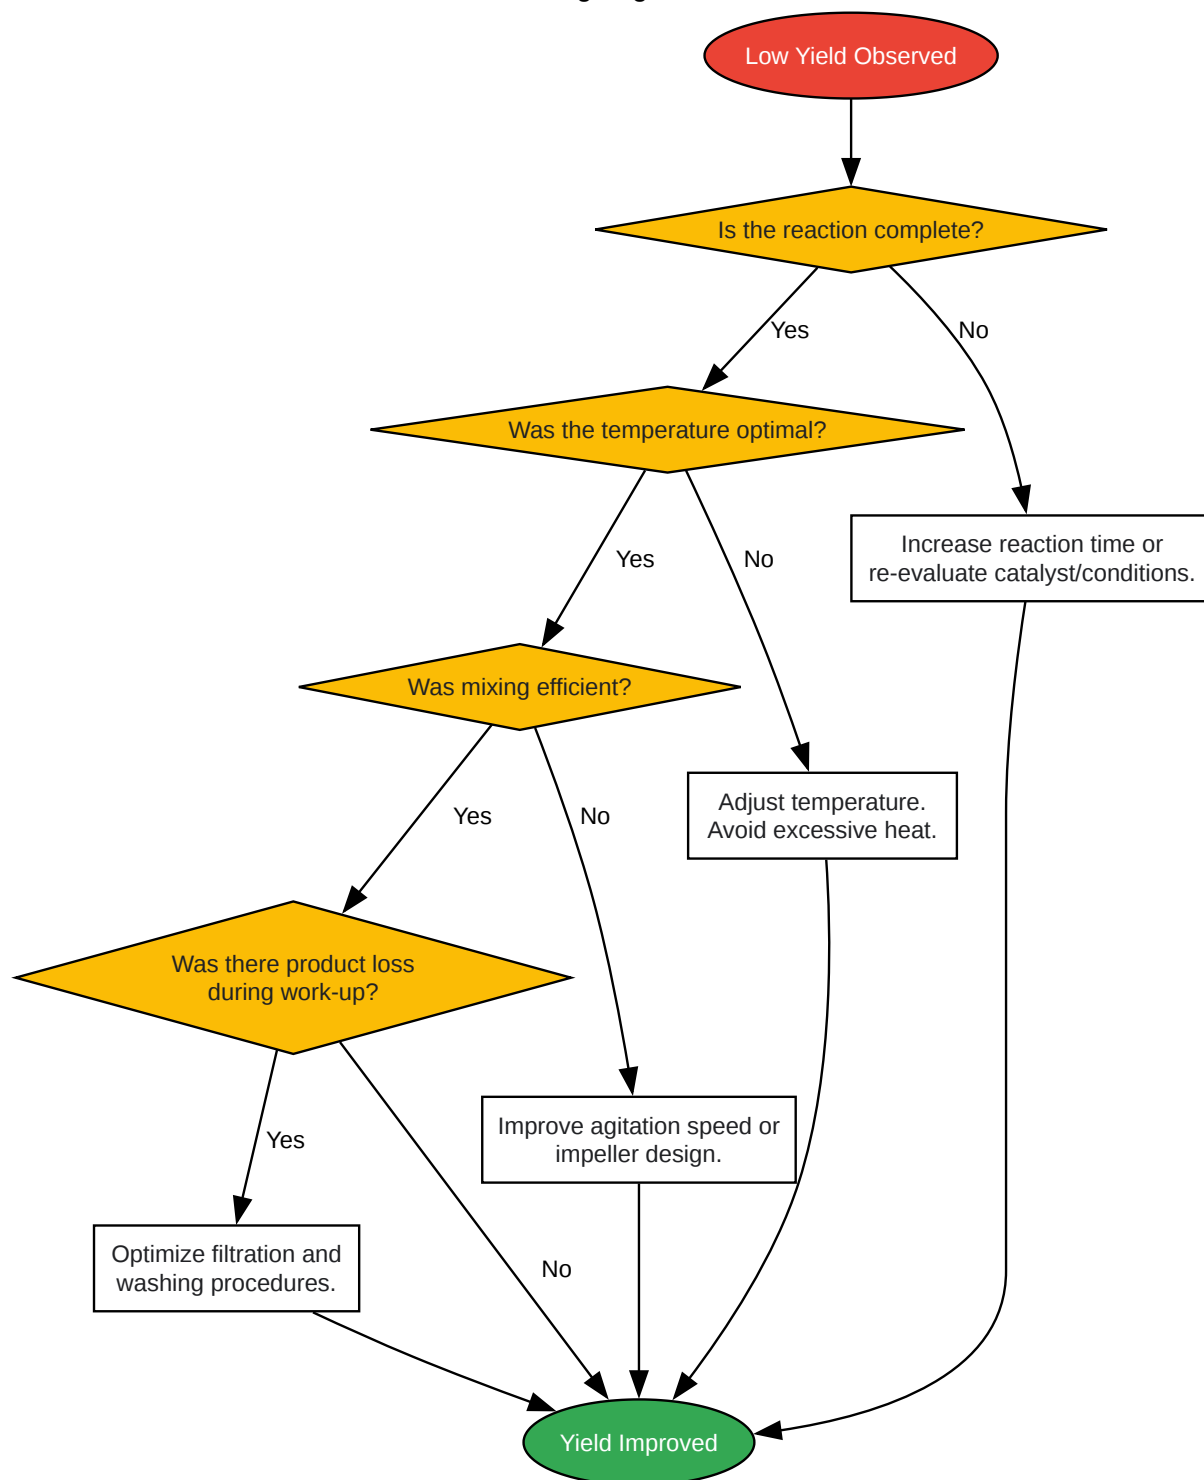 Low Yield Observed
Is the reaction complete?
Yes
No
Was the temperature optimal?
Yes
No
Increase reaction time or
re-evaluate catalyst/conditions.
Was mixing efficient?
Yes
No
Adjust temperature.
Avoid excessive heat.
Was there product loss
during work-up?
Improve agitation speed or
impeller design.
Yes
No
Optimize filtration and
washing procedures.
Yield Improved